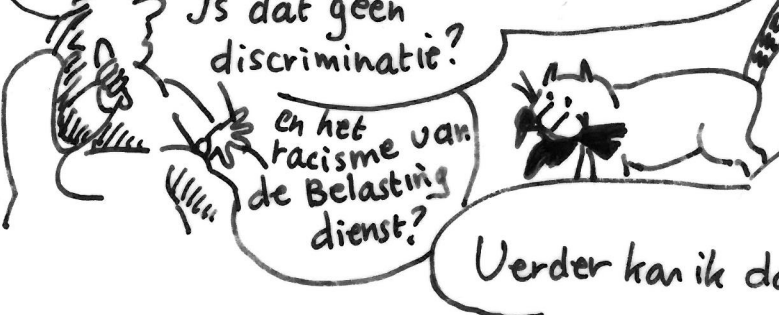 Is dat geen
discriminatie?
en het
racisme van
de Belasting
dienst?
Verder kan ik